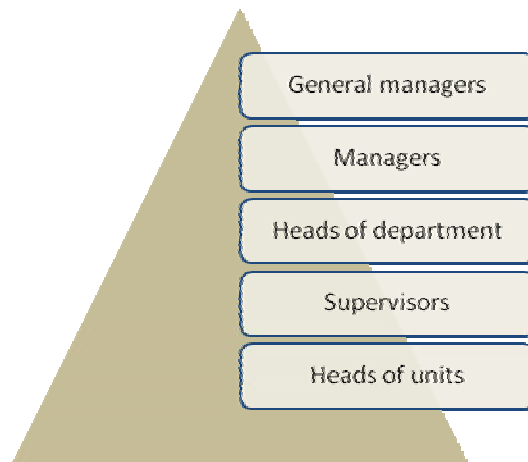 General managers
Managers
Heads of department
Supervisors
Heads of units